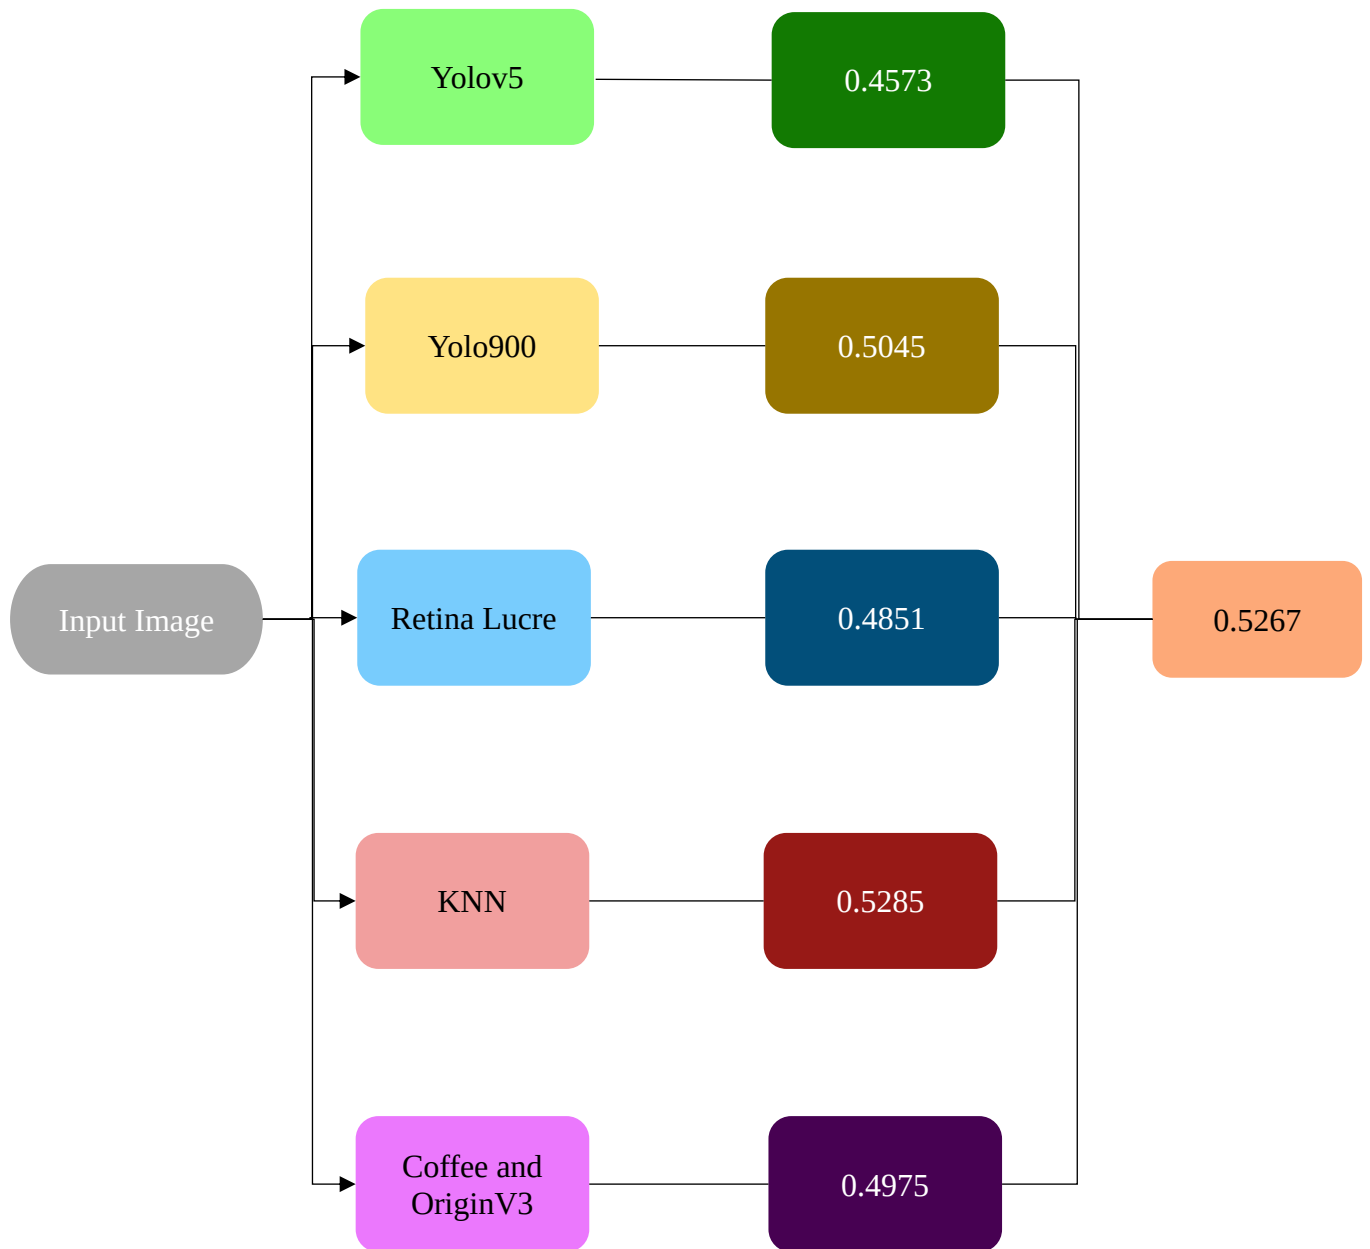 Yolov5
0.4573
Yolo900
0.5045
Input Image
Retina Lucre
0.4851
0.5267
KNN
0.5285
Coffee and
OriginV3
0.4975